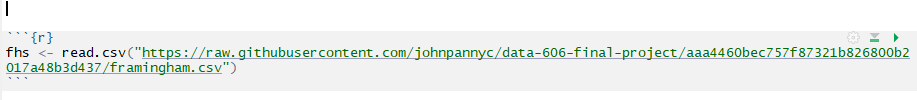 ```{r}
fhs <- read.csv("https://raw.githubusercontent.com/johnpannyc/data-606-final-project/aaa4460bec757f87321b826800b2
017a48b3d437/framingham.csv")
```